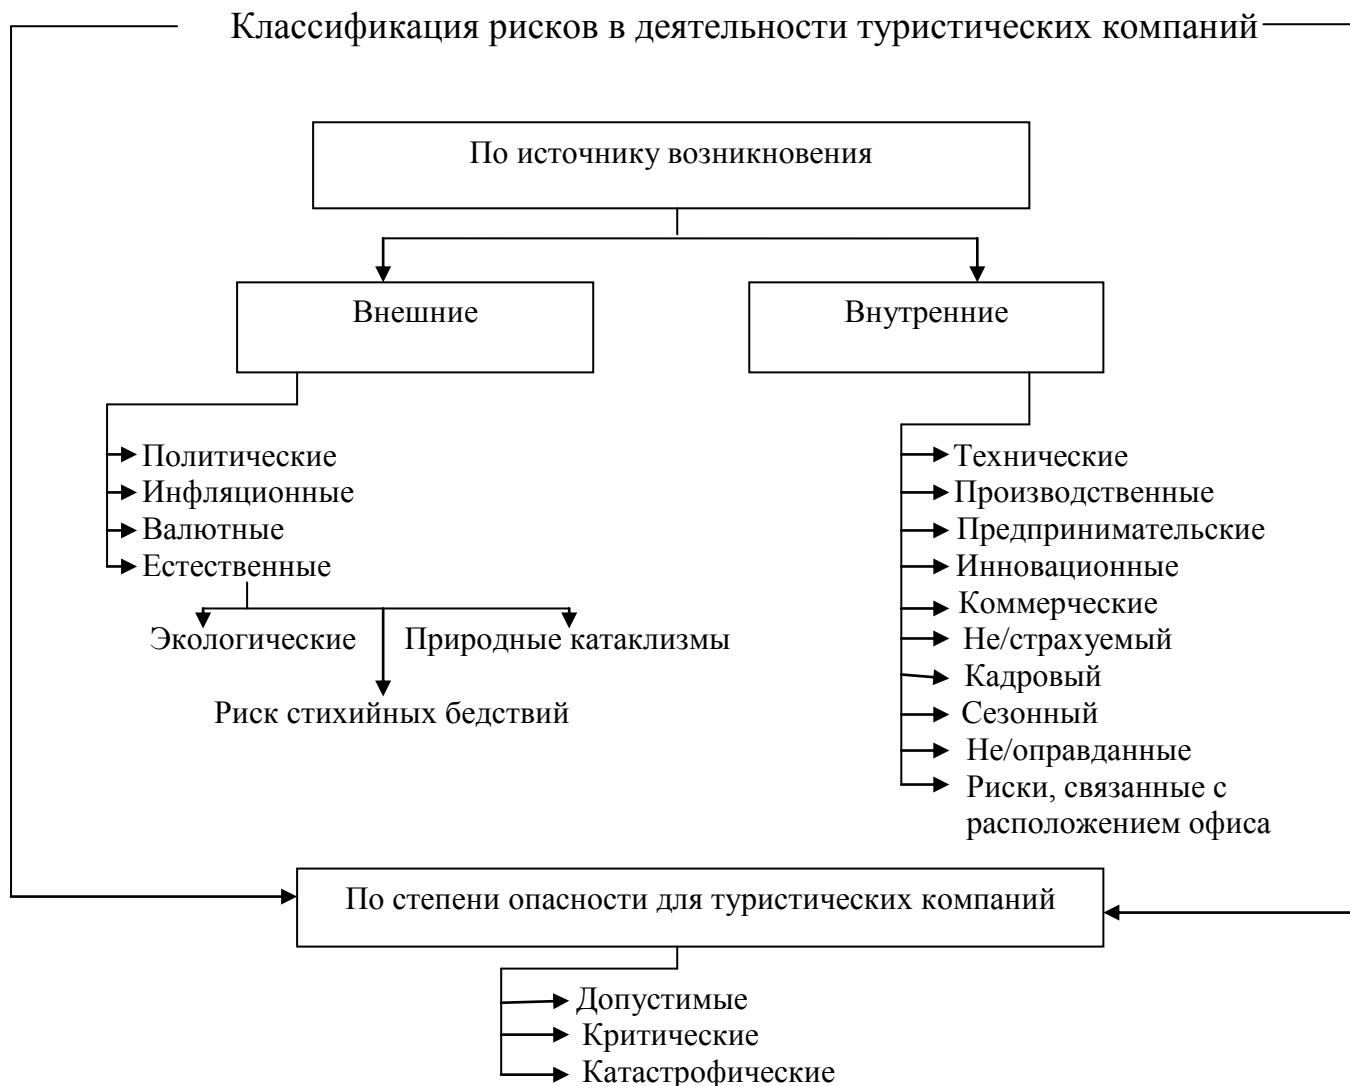 Классификация рисков в деятельности туристических компаний
По источнику возникновения
Внешние
Внутренние
Политические
Инфляционные
Валютные
Естественные
Экологические
Природные катаклизмы
Риск стихийных бедствий
Технические
Производственные
Предпринимательские
Инновационные
Коммерческие
Не/страхуемый
Кадровый
Сезонный
Не/оправданные
Риски, связанные с
расположением офиса
По степени опасности для туристических компаний
Допустимые
Критические
Катастрофические